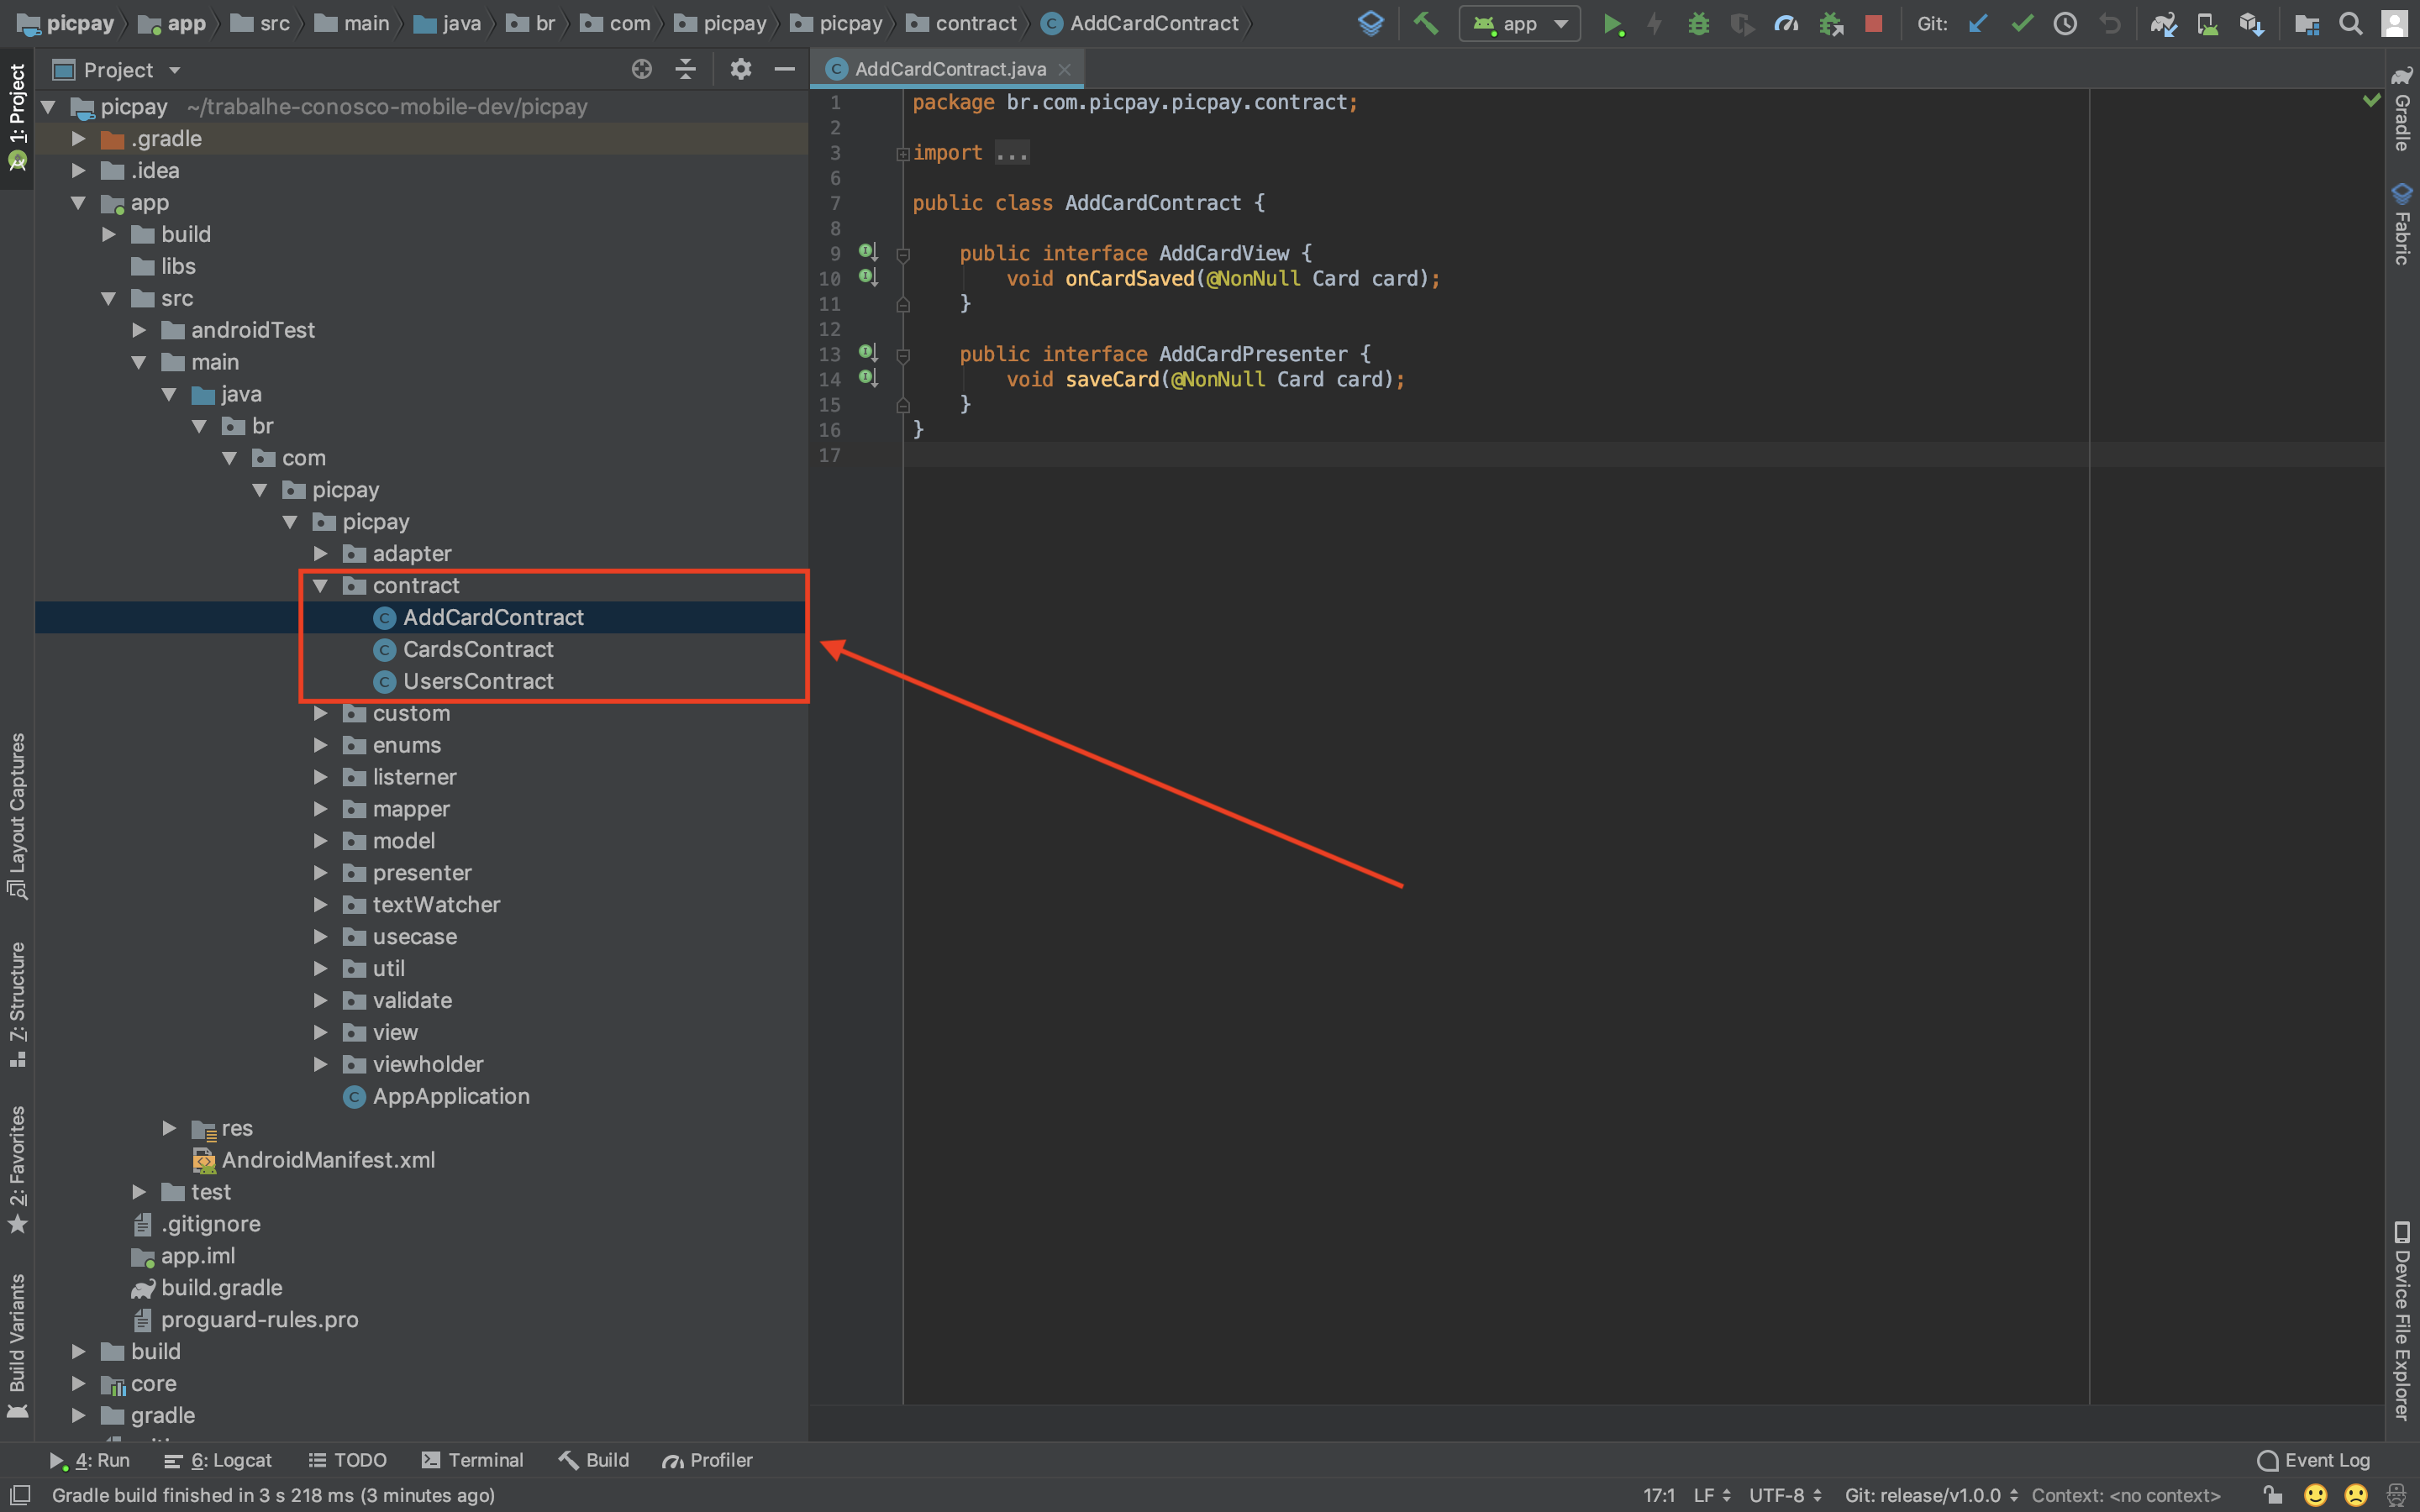 picpay app src main java br com picpay picpay contract AddCardContract
app
Git:
Project
AddCardContract.java
1: Project
Layout Captures
7: Structure
2: Favorites
Build Variants
picpay ~/trabalhe-conosco-mobile-dev/picpay
.gradle
.idea
app
build
libs
src
androidTest
main
java
br
com
picpay
picpay
adapter
contract
AddCardContract
CardsContract
UsersContract
custom
enums
listerner
mapper
model
presenter
textWatcher
usecase
util
validate
view
viewholder
AppApplication
res
AndroidManifest.xml
test
.gitignore
app.iml
build.gradle
proguard-rules.pro
build
core
gradle
1 package br.com.picpay.picpay.contract;
2
3 import ...
6
7 public class AddCardContract {
8
9 public interface AddCardView {
10 void onCardSaved(@NonNull Card card);
11 }
12
13 public interface AddCardPresenter {
14 void saveCard(@NonNull Card card);
15 }
16 }
17
Gradle
Fabric
Device File Explorer
4: Run 6: Logcat TODO Terminal Build Profiler Event Log
Gradle build finished in 3 s 218 ms (3 minutes ago) 17:1 LF UTF-8 Git: release/v1.0.0 Context: <no context>